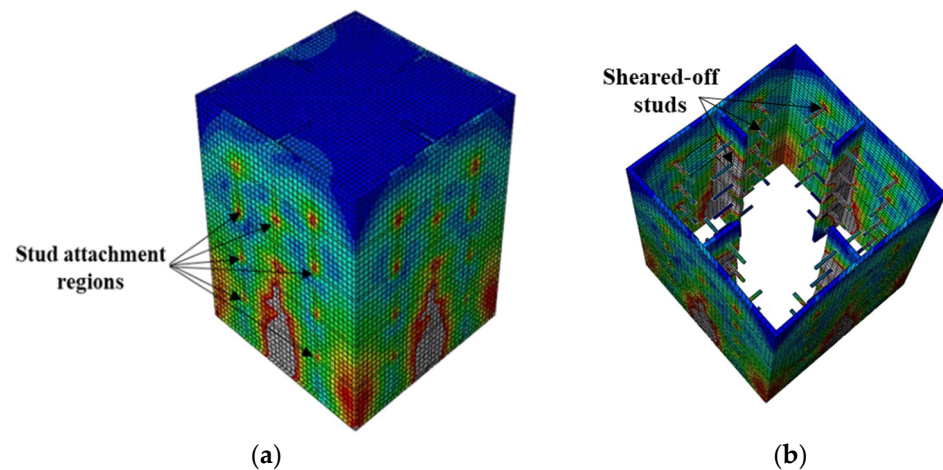 Sheared-off
studs
Stud attachment
regions
(a)
(b)